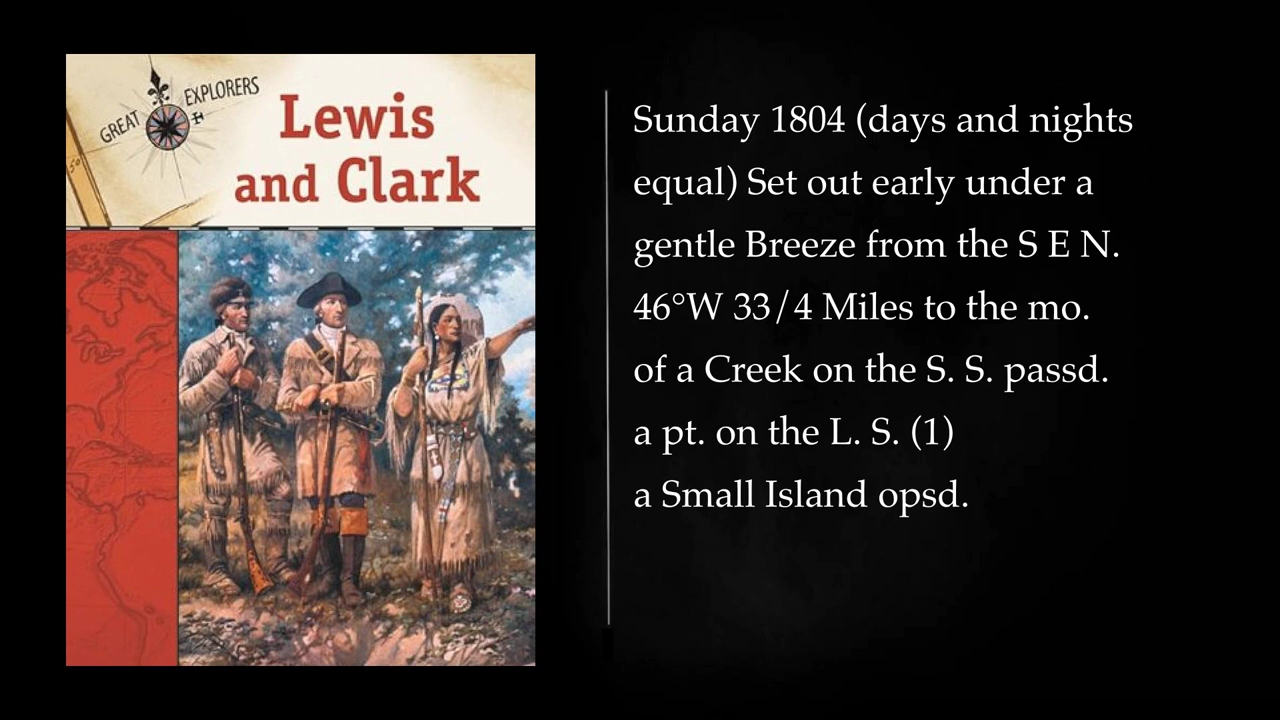 GREAT EXPLORERS
Lewis
and Clark
50
Sunday 1804 (days and nights
equal) Set out early under a
gentle Breeze from the S E N.
46°W 33/4 Miles to the mo.
of a Creek on the S. S. passd.
a pt. on the L. S. (1)
a Small Island opsd.